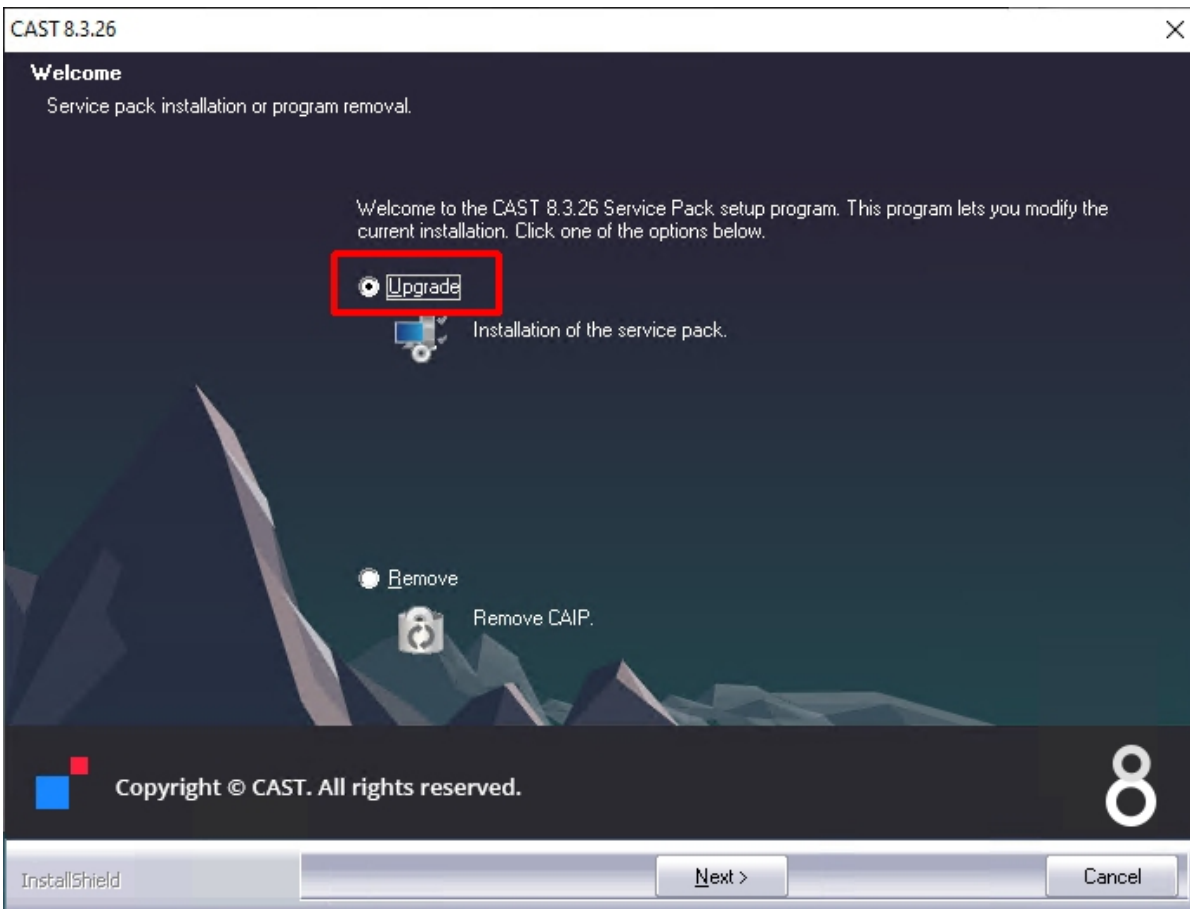 CAST 8.3.26
Welcome
Service pack installation or program removal.
Welcome to the CAST 8.3.26 Service Pack setup program. This program lets you modify the
current installation. Click one of the options below.
Upgrade
Installation of the service pack.
Remove
Remove CAIP.
Copyright © CAST. All rights reserved.
8
InstallShield
Next >
Cancel